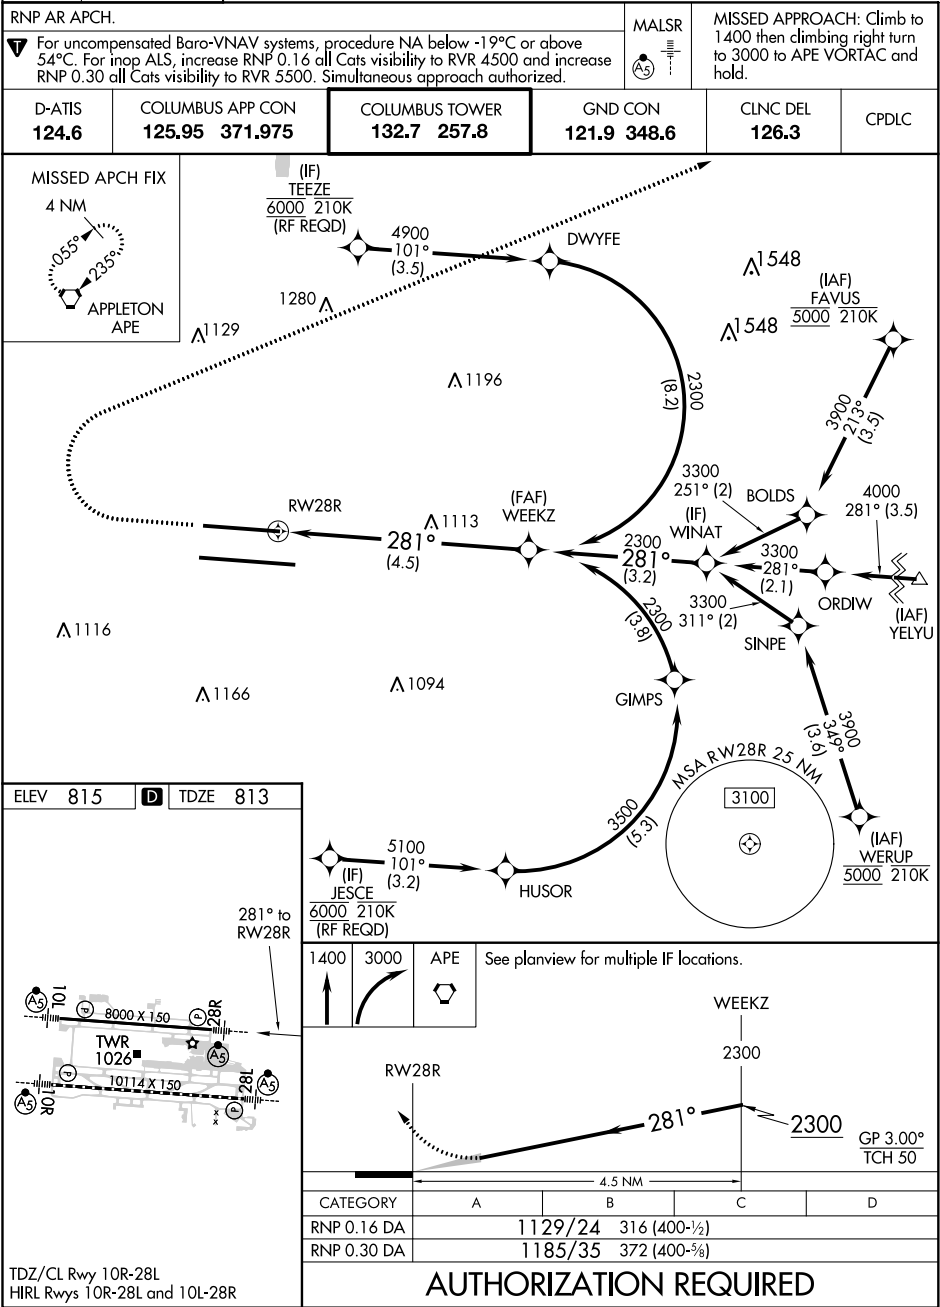 RNP AR APCH.
T
For uncompensated Baro-VNAV systems, procedure NA below -19°C or above
54°C. For inop ALS, increase RNP 0.16 all Cats visibility to RVR 4500 and increase
RNP 0.30 all Cats visibility to RVR 5500. Simultaneous approach authorized.
MALSR
A5
MISSED APPROACH: Climb to
1400 then climbing right turn
to 3000 to APE VORTAC and
hold.
D-ATIS
124.6
COLUMBUS APP CON
125.95 371.975
COLUMBUS TOWER
132.7 257.8
GND CON
121.9 348.6
CLNC DEL
126.3
CPDLC
MISSED APCH FIX
4 NM
055°
235°
APPLETON
APE
(IF)
TEEZE
6000 210K
(RF REQD)
4900
101°
(3.5)
DWYFE
1548
(IAF)
FAVUS
5000 210K
1280
1129
1548
1196
2300
(8.2)
3900
213°
(3.5)
3300
251° (2)
BOLDS
4000
281° (3.5)
RW28R
1113
(FAF)
WEEKZ
(IF)
WINAT
281°
(4.5)
2300
281°
(3.2)
3300
281°
(2.1)
ORDIW
(IAF)
YELYU
2300
(3.8)
3300
311° (2)
SINPE
1116
1166
1094
GIMPS
3900
349°
(3.6)
MSA RW28R 25 NM
3100
3500
(5.3)
(IAF)
WERUP
5000 210K
5100
101°
(3.2)
(IF)
JESCE
6000 210K
(RF REQD)
HUSOR
ELEV 815
D
TDZE 813
281° to
RW28R
A5
10L
P
8000 X 150
P
28R
A5
TWR
1026
P
10114 X 150
28L
A5
A5
10R
P
x
x
TDZ/CL Rwy 10R-28L
HIRL Rwys 10R-28L and 10L-28R
1400
3000
APE
See planview for multiple IF locations.
WEEKZ
2300
RW28R
281°
2300
GP 3.00°
TCH 50
4.5 NM
CATEGORY
A
B
C
D
RNP 0.16 DA
1129/24 316 (400-½)
RNP 0.30 DA
1185/35 372 (400-⅝)
AUTHORIZATION REQUIRED